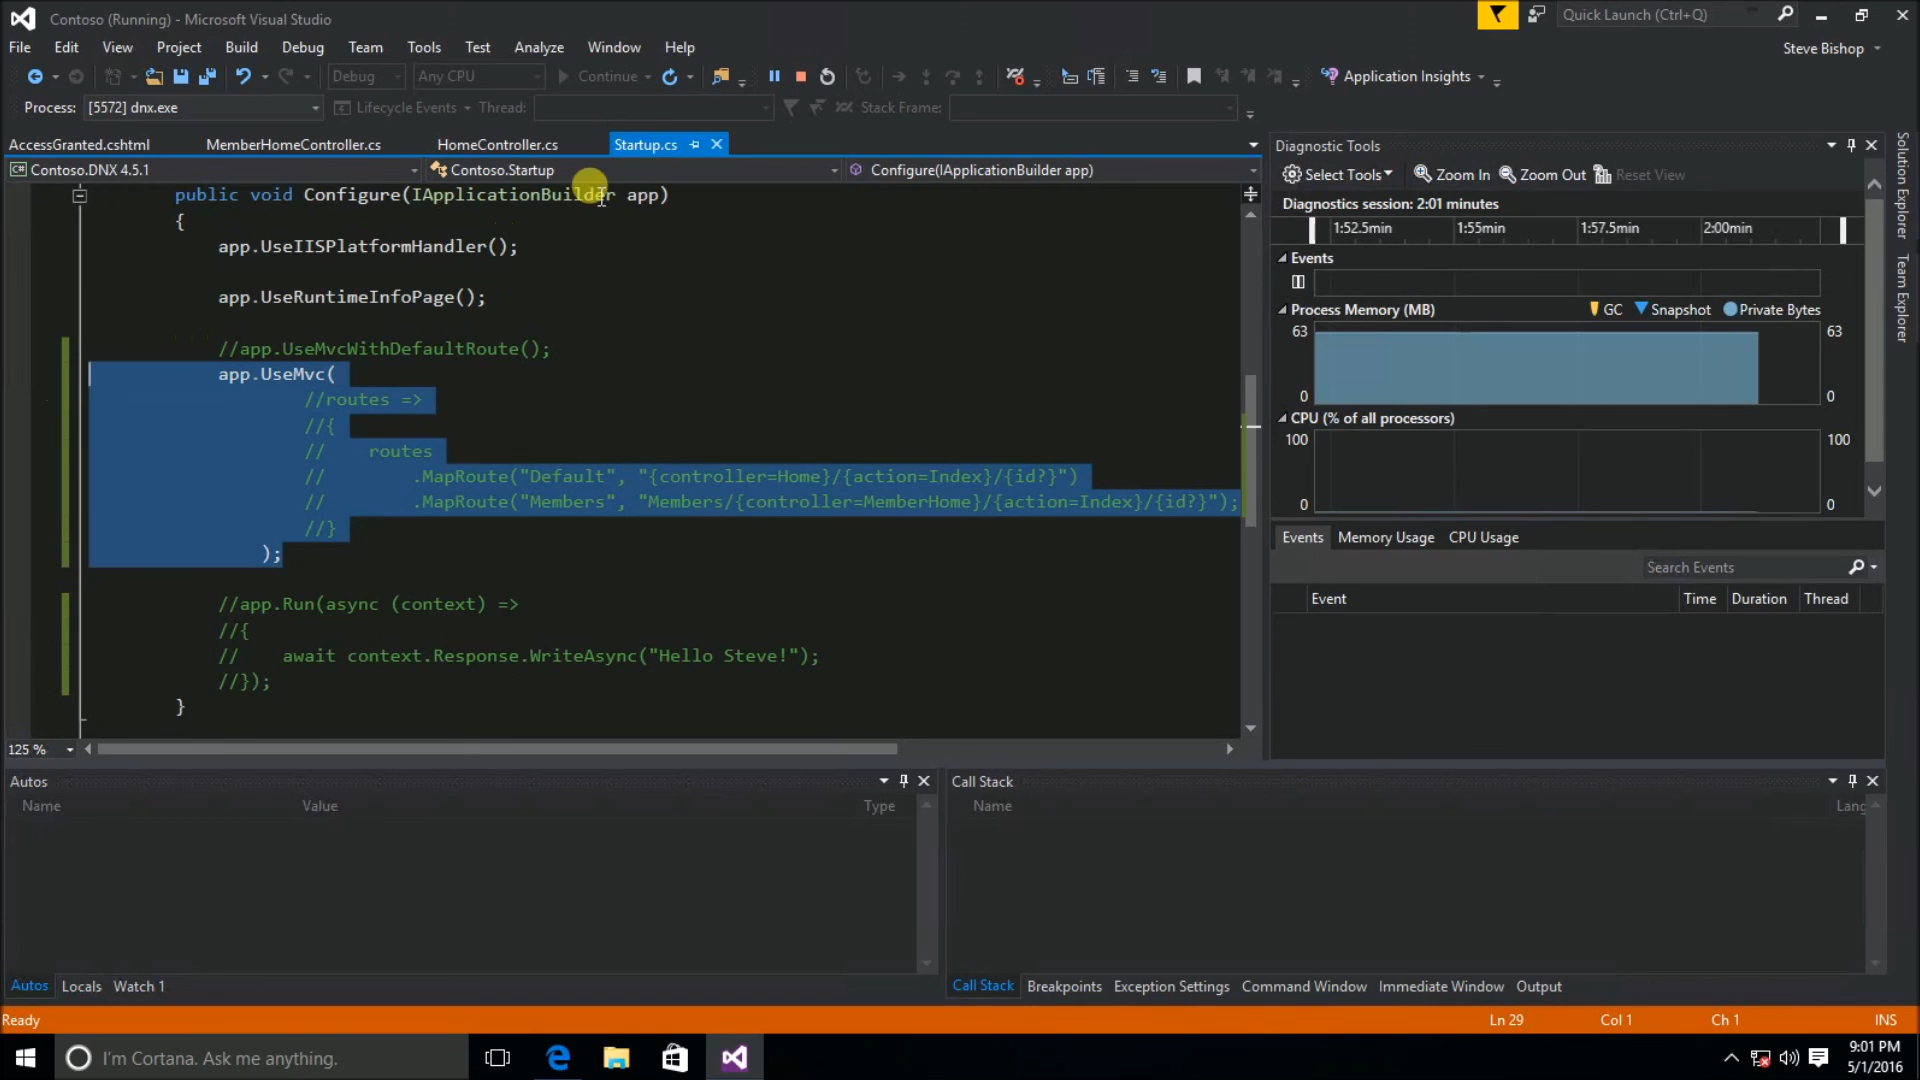 Contoso (Running) - Microsoft Visual Studio
Quick Launch (Ctrl+Q)
File Edit View Project Build Debug Team Tools Test Analyze Window Help
Steve Bishop
Debug Any CPU Continue Application Insights
Process: [5572] dnx.exe Lifecycle Events Thread: Stack Frame:
AccessGranted.cshtml MemberHomeController.cs HomeController.cs Startup.cs
Contoso.DNX 4.5.1 Contoso.Startup Configure(IApplicationBuilder app)
public void Configure(IApplicationBuilder app)
{
app.UseIISPlatformHandler();
app.UseRuntimeInfoPage();
//app.UseMvcWithDefaultRoute();
app.UseMvc(
//routes =>
//{
// routes
// .MapRoute("Default", "{controller=Home}/{action=Index}/{id?}")
// .MapRoute("Members", "Members/{controller=MemberHome}/{action=Index}/{id?}");
//}
);
//app.Run(async (context) =>
//{
// await context.Response.WriteAsync("Hello Steve!");
//});
}
125 %
Diagnostic Tools
Select Tools Zoom In Zoom Out Reset View
Diagnostics session: 2:01 minutes
1:52.5min 1:55min 1:57.5min 2:00min
Events
Process Memory (MB) GC Snapshot Private Bytes
63 63
0 0
CPU (% of all processors)
100 100
0 0
Events Memory Usage CPU Usage
Search Events
Event Time Duration Thread
Solution Explorer
Team Explorer
Autos
Name Value Type
Autos Locals Watch 1
Call Stack
Name Lang
Call Stack Breakpoints Exception Settings Command Window Immediate Window Output
Ready Ln 29 Col 1 Ch 1 INS
I'm Cortana. Ask me anything.
9:01 PM
5/1/2016